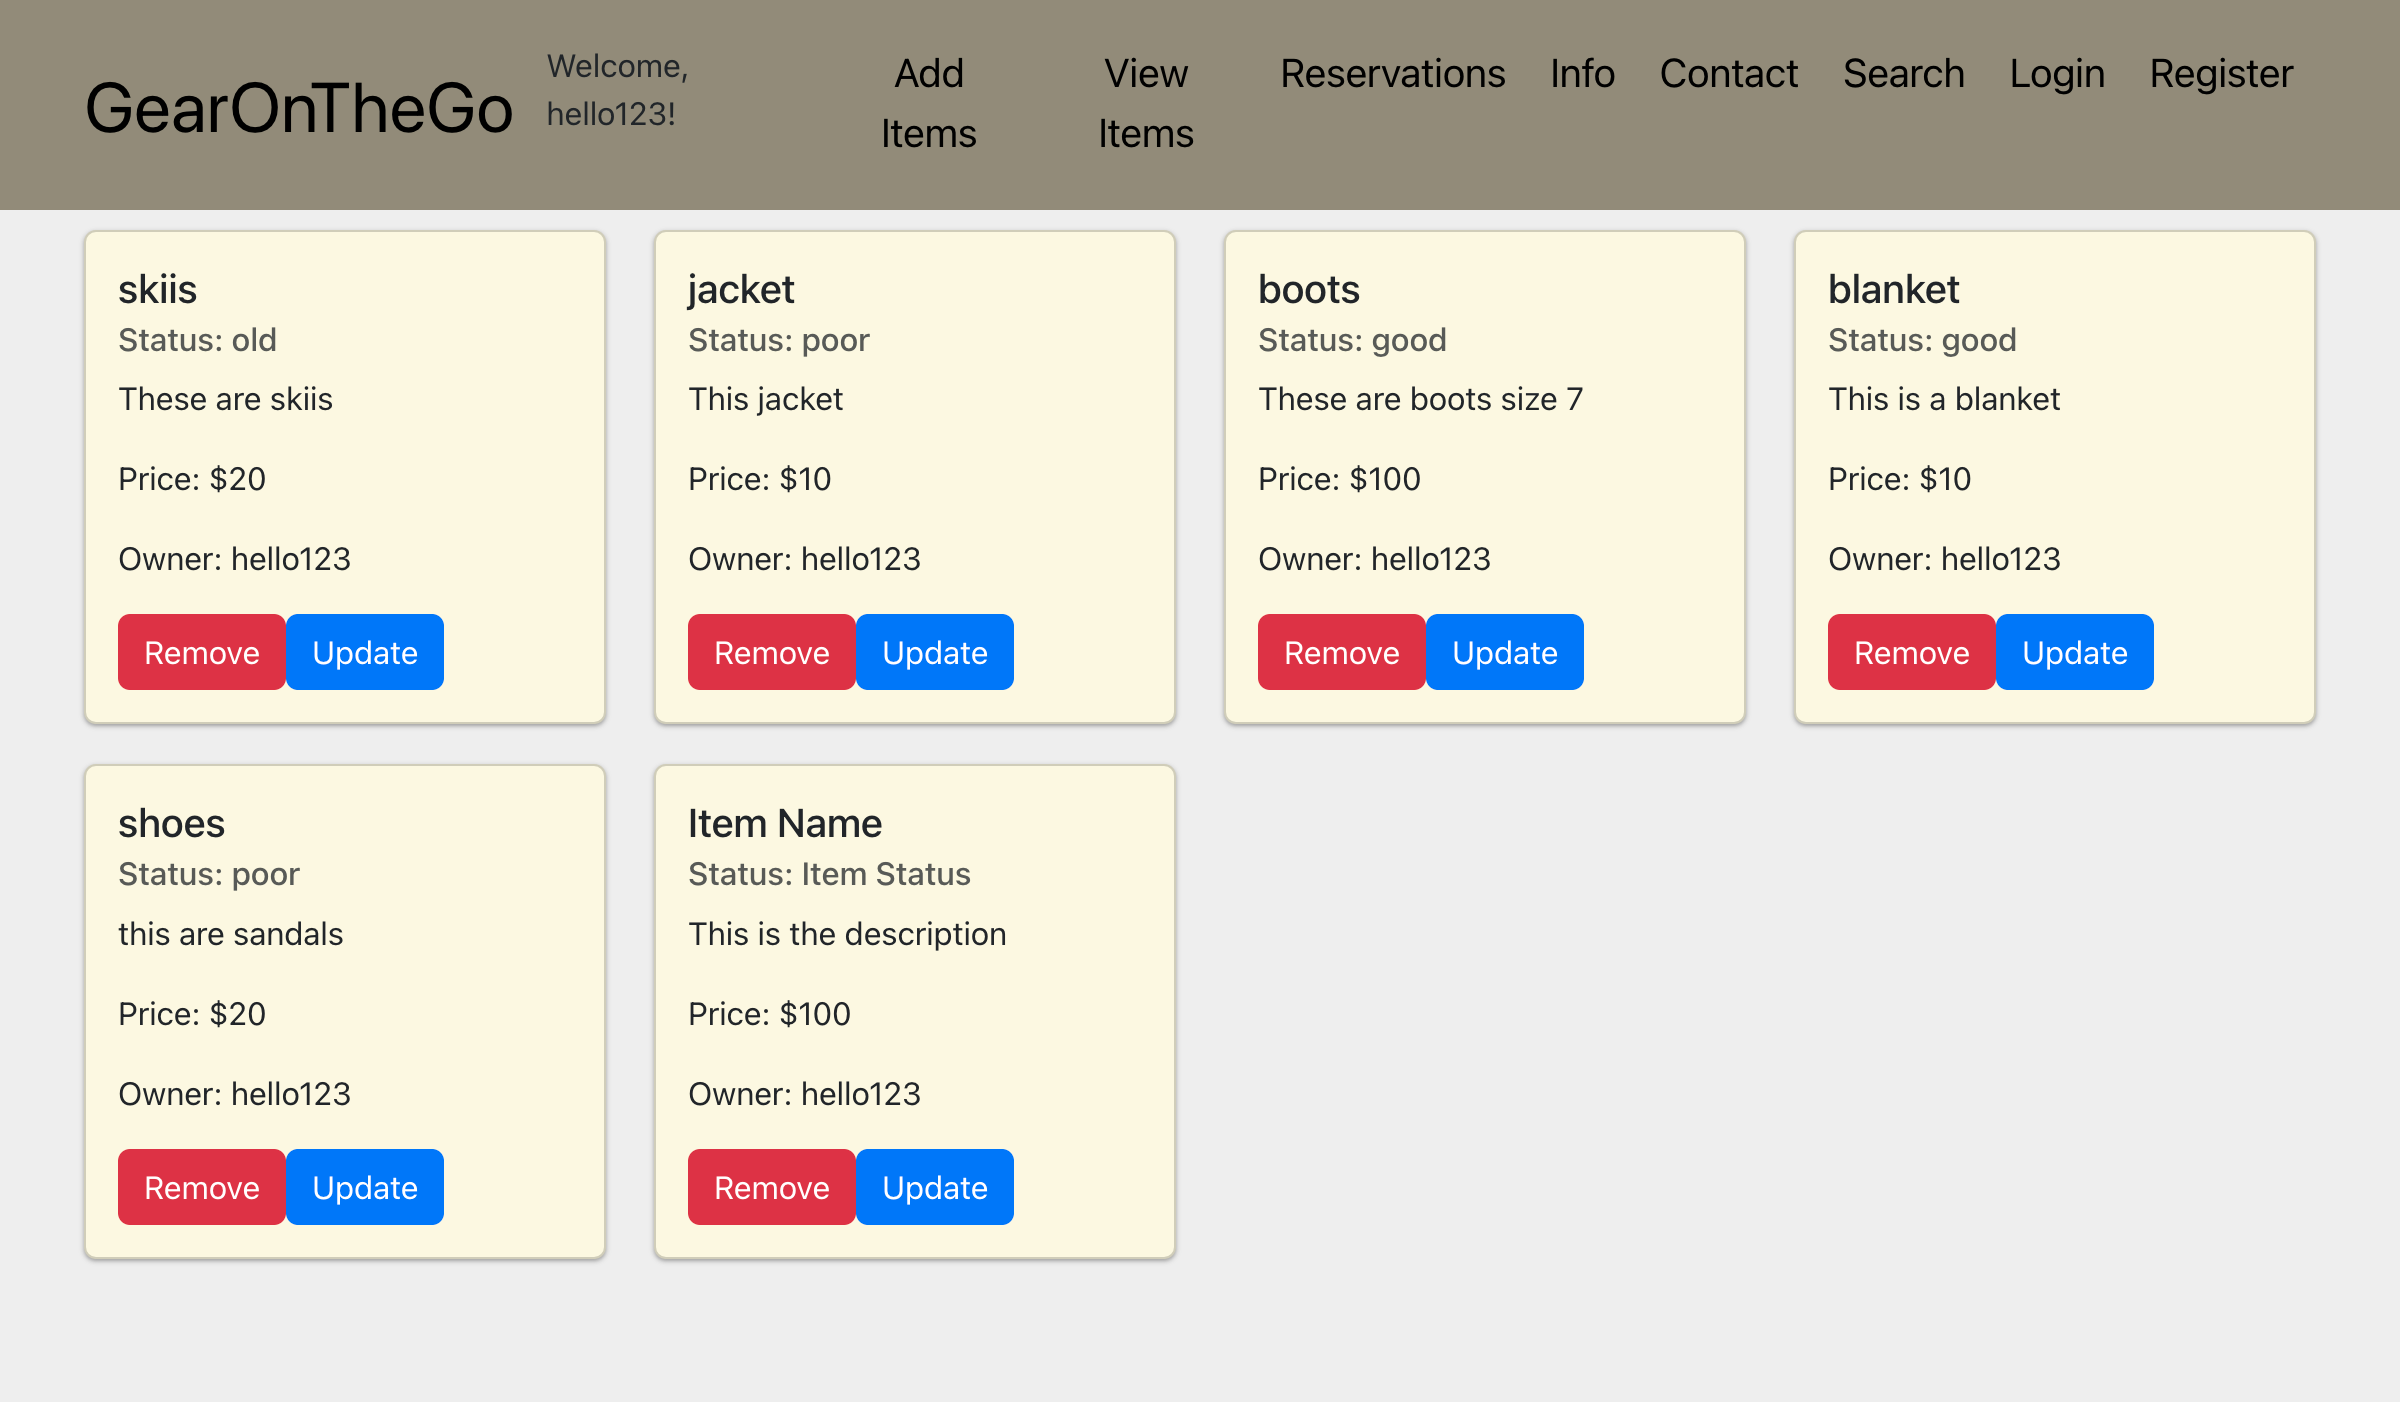 GearOnTheGo
Welcome,
hello123!
Add
Items
View
Items
Reservations
Info
Contact
Search
Login
Register
skiis
Status: old
These are skiis
Price: $20
Owner: hello123
Remove
Update
jacket
Status: poor
This jacket
Price: $10
Owner: hello123
Remove
Update
boots
Status: good
These are boots size 7
Price: $100
Owner: hello123
Remove
Update
blanket
Status: good
This is a blanket
Price: $10
Owner: hello123
Remove
Update
shoes
Status: poor
this are sandals
Price: $20
Owner: hello123
Remove
Update
Item Name
Status: Item Status
This is the description
Price: $100
Owner: hello123
Remove
Update